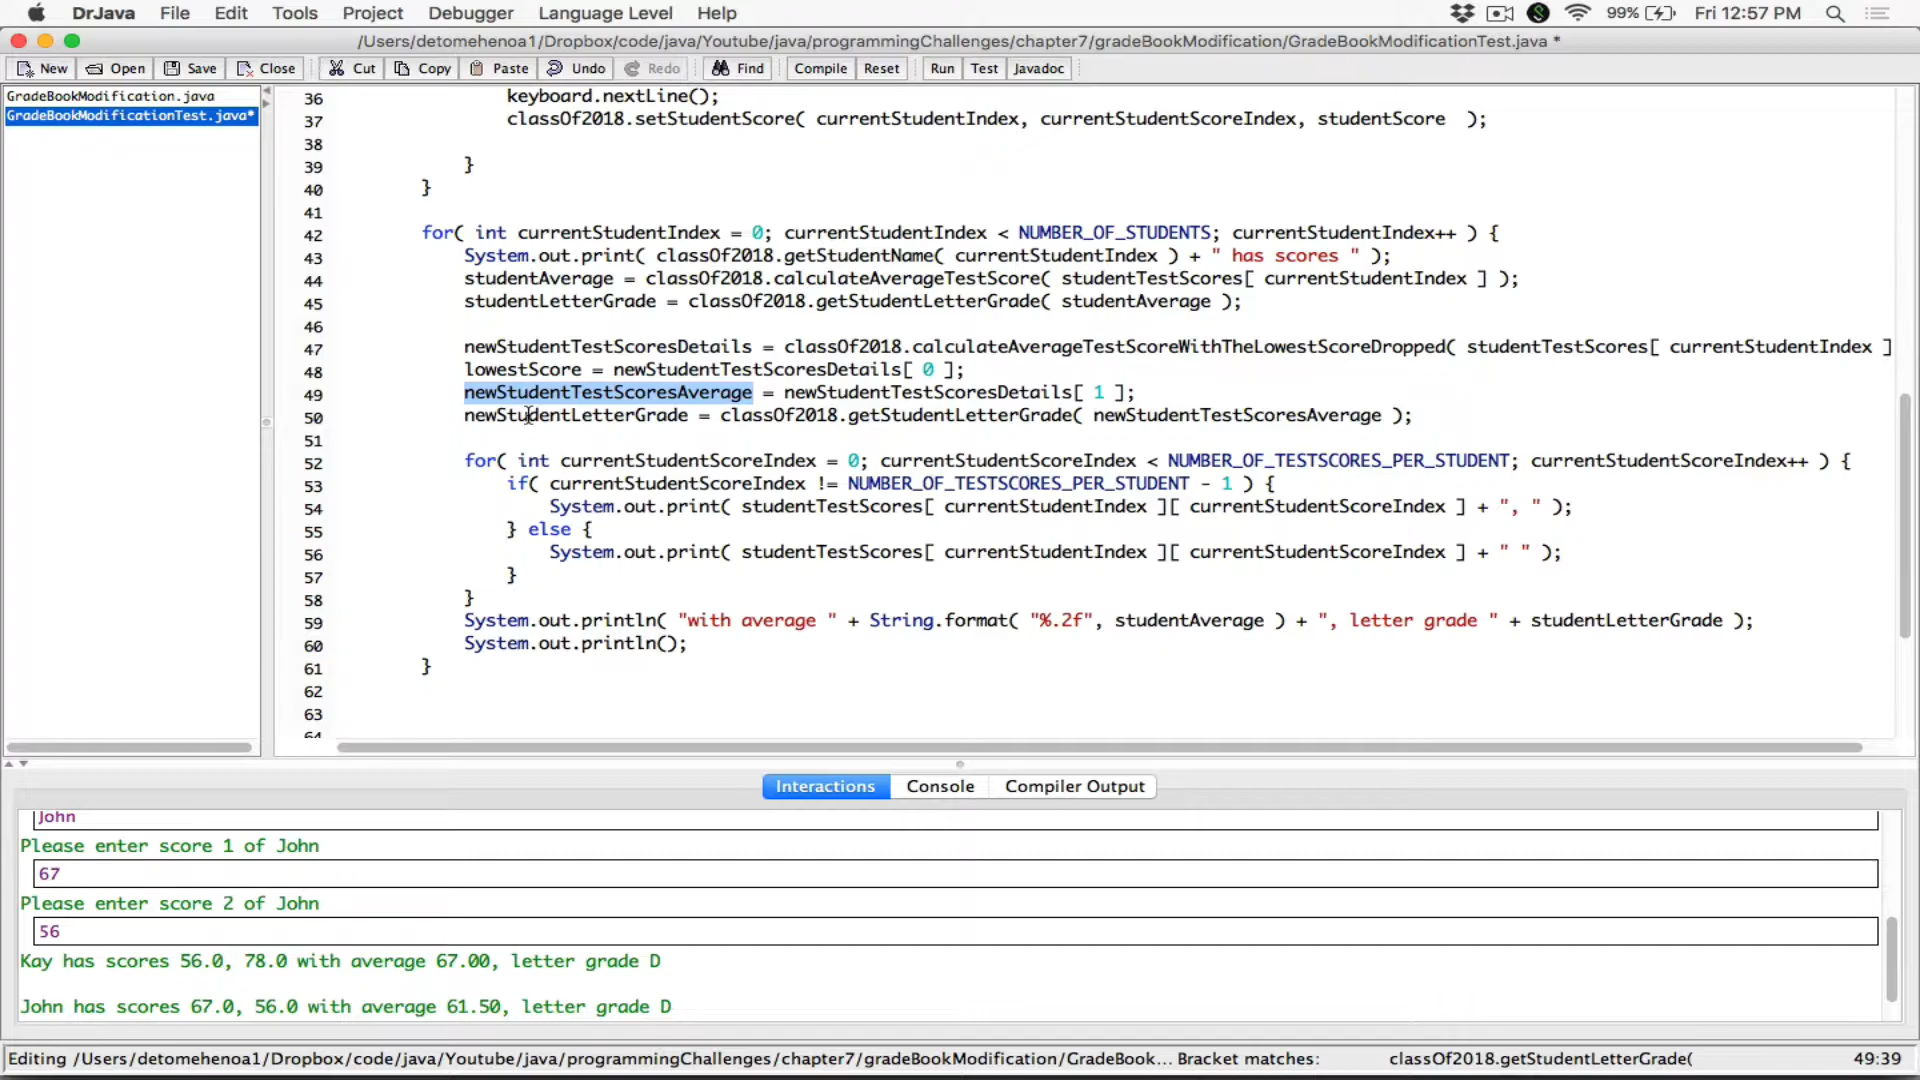 DrJava File Edit Tools Project Debugger Language Level Help 99% Fri 12:57 PM
/Users/detomehenoa1/Dropbox/code/java/Youtube/java/programmingChallenges/chapter7/gradeBookModification/GradeBookModificationTest.java *
New Open Save Close Cut Copy Paste Undo Redo Find Compile Reset Run Test Javadoc
GradeBookModification.java
GradeBookModificationTest.java*
36 keyboard.nextLine();
37 classOf2018.setStudentScore( currentStudentIndex, currentStudentScoreIndex, studentScore  );
38
39 }
40 }
41
42 for( int currentStudentIndex = 0; currentStudentIndex < NUMBER_OF_STUDENTS; currentStudentIndex++ ) {
43 System.out.print( classOf2018.getStudentName( currentStudentIndex ) + " has scores " );
44 studentAverage = classOf2018.calculateAverageTestScore( studentTestScores[ currentStudentIndex ] );
45 studentLetterGrade = classOf2018.getStudentLetterGrade( studentAverage );
46
47 newStudentTestScoresDetails = classOf2018.calculateAverageTestScoreWithTheLowestScoreDropped( studentTestScores[ currentStudentIndex ]
48 lowestScore = newStudentTestScoresDetails[ 0 ];
49 newStudentTestScoresAverage = newStudentTestScoresDetails[ 1 ];
50 newStudentLetterGrade = classOf2018.getStudentLetterGrade( newStudentTestScoresAverage );
51
52 for( int currentStudentScoreIndex = 0; currentStudentScoreIndex < NUMBER_OF_TESTSCORES_PER_STUDENT; currentStudentScoreIndex++ ) {
53 if( currentStudentScoreIndex != NUMBER_OF_TESTSCORES_PER_STUDENT - 1 ) {
54 System.out.print( studentTestScores[ currentStudentIndex ][ currentStudentScoreIndex ] + ", " );
55 } else {
56 System.out.print( studentTestScores[ currentStudentIndex ][ currentStudentScoreIndex ] + " " );
57 }
58 }
59 System.out.println( "with average " + String.format( "%.2f", studentAverage ) + ", letter grade " + studentLetterGrade );
60 System.out.println();
61 }
62
63
64
Interactions Console Compiler Output
John
Please enter score 1 of John
67
Please enter score 2 of John
56
Kay has scores 56.0, 78.0 with average 67.00, letter grade D
John has scores 67.0, 56.0 with average 61.50, letter grade D
Editing /Users/detomehenoa1/Dropbox/code/java/Youtube/java/programmingChallenges/chapter7/gradeBookModification/GradeBook... Bracket matches: classOf2018.getStudentLetterGrade( 49:39